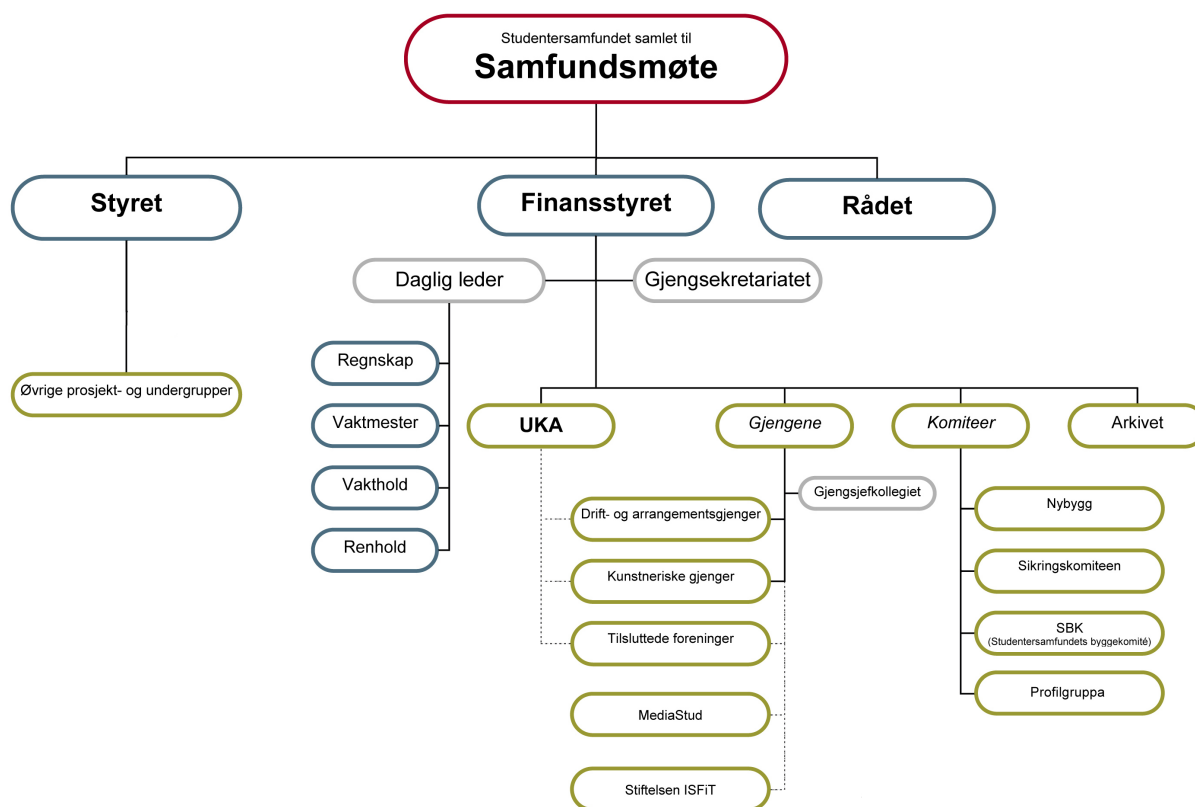 Studentersamfundet samlet til
Samfundsmøte
Styret
Finansstyret
Rådet
Daglig leder
Gjengsekretariatet
Regnskap
Vaktmester
Vakthold
Renhold
Øvrige prosjekt- og undergrupper
UKA
Gjengene
Komiteer
Arkivet
Gjengsjefkollegiet
Drift- og arrangementsgjenger
Kunstneriske gjenger
Tilsluttede foreninger
MediaStud
Stiftelsen ISFiT
Nybygg
Sikringskomiteen
SBK
(Studentersamfundets byggekomité)
Profilgruppa